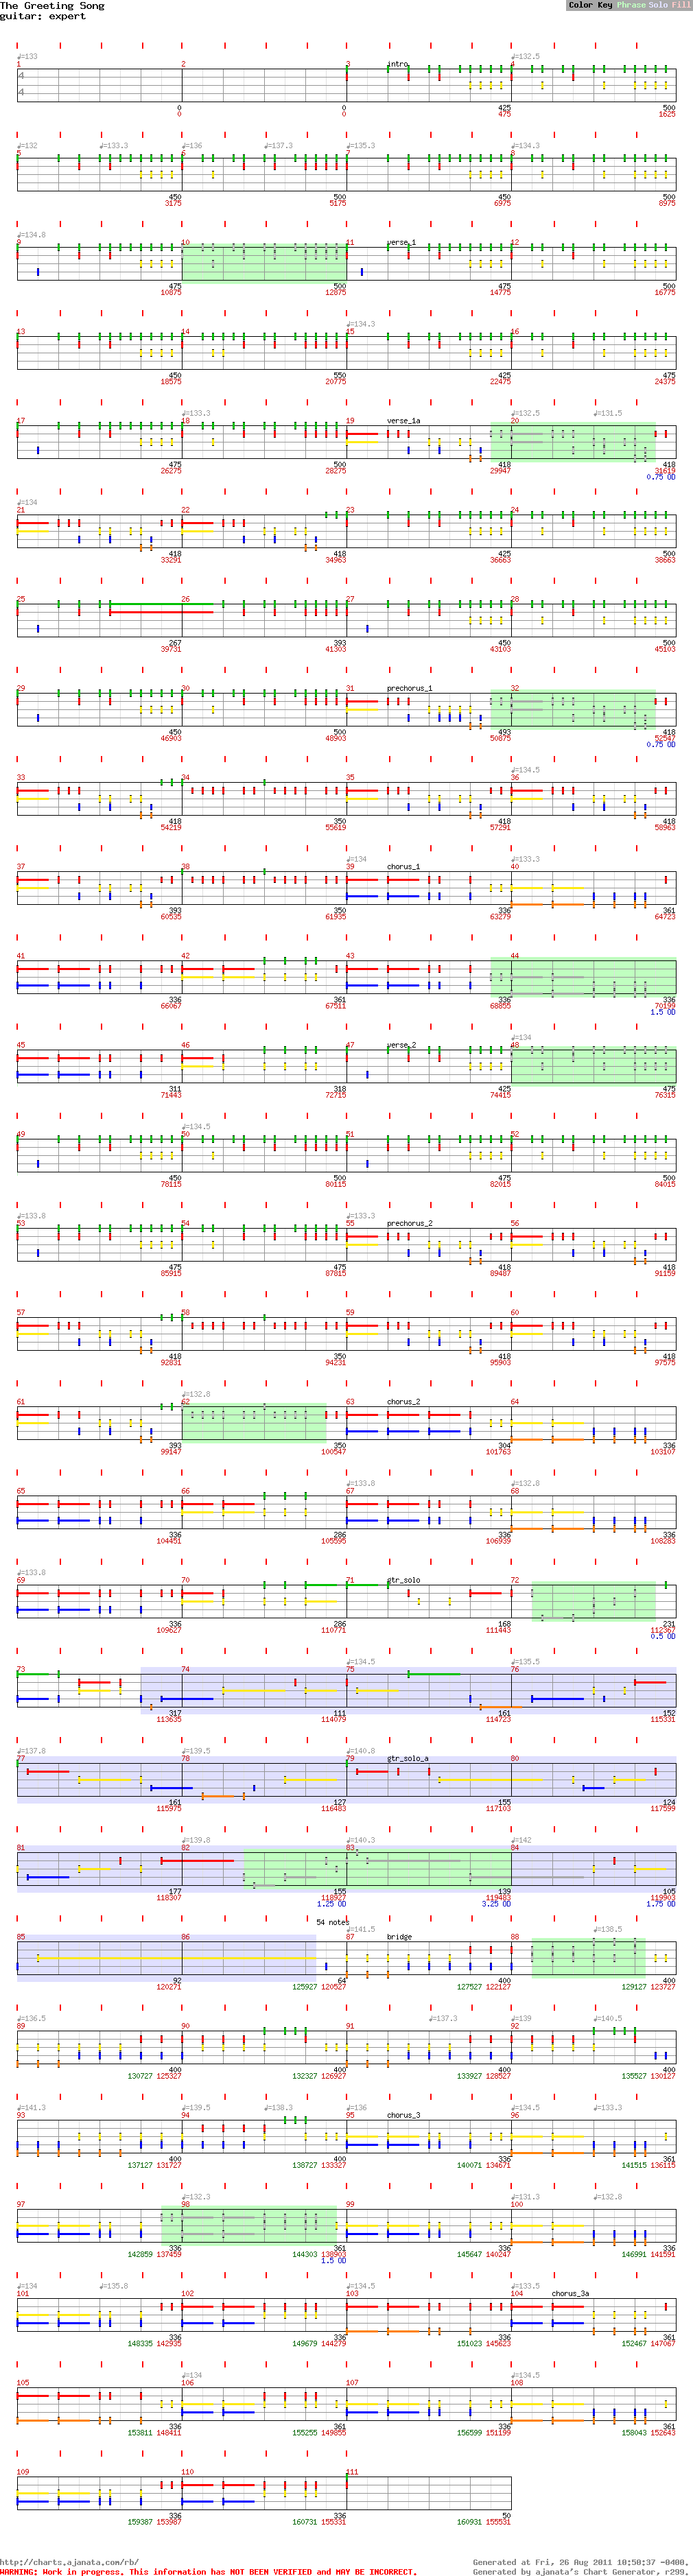 The Greeting Song
guitar: expert
Color Key Phrase Solo Fill
♩=133 ♩=132.5
1 2 3 intro 4
0 0 425 500
0 0 475 1625
♩=132 ♩=133.3 ♩=136 ♩=137.3 ♩=135.3 ♩=134.3
5 6 7 8
450 500 450 500
3175 5175 6975 8975
♩=134.8
9 10 11 verse_1 12
475 500 475 500
10875 12875 14775 16775
♩=134.3
13 14 15 16
450 550 425 475
18575 20775 22475 24375
♩=133.3 ♩=132.5 ♩=131.5
17 18 19 verse_1a 20
475 500 418 418
26275 28275 29947 31619
0.75 OD
♩=134
21 22 23 24
418 418 425 500
33291 34963 36663 38663
25 26 27 28
267 393 450 500
39731 41303 43103 45103
29 30 31 prechorus_1 32
450 500 493 418
46903 48903 50875 52547
0.75 OD
♩=134.5
33 34 35 36
418 350 418 418
54219 55619 57291 58963
♩=134 ♩=133.3
37 38 39 chorus_1 40
393 350 336 361
60535 61935 63279 64723
41 42 43 44
336 361 336 336
66067 67511 68855 70199
1.5 OD
♩=134
45 46 47 verse_2 48
311 318 425 475
71443 72715 74415 76315
♩=134.5
49 50 51 52
450 500 475 500
78115 80115 82015 84015
♩=133.8 ♩=133.3
53 54 55 prechorus_2 56
475 475 418 418
85915 87815 89487 91159
57 58 59 60
418 350 418 418
92831 94231 95903 97575
♩=132.8
61 62 63 chorus_2 64
393 350 304 336
99147 100547 101763 103107
♩=133.8 ♩=132.8
65 66 67 68
336 286 336 336
104451 105595 106939 108283
♩=133.8
69 70 71 gtr_solo 72
336 286 168 231
109627 110771 111443 112367
0.5 OD
♩=134.5 ♩=135.5
73 74 75 76
317 111 161 152
113635 114079 114723 115331
♩=137.8 ♩=139.5 ♩=140.8
77 78 79 gtr_solo_a 80
161 127 155 124
115975 116483 117103 117599
♩=139.8 ♩=140.3 ♩=142
81 82 83 84
177 155 139 105
118307 118927 119483 119903
1.25 OD 3.25 OD 1.75 OD
54 notes
♩=141.5 ♩=138.5
85 86 87 bridge 88
92 64 400 400
120271 125927 120527 127527 122127 129127 123727
♩=136.5 ♩=137.3 ♩=139 ♩=140.5
89 90 91 92
400 400 400 400
130727 125327 132327 126927 133927 128527 135527 130127
♩=141.3 ♩=139.5 ♩=138.3 ♩=136 ♩=134.5 ♩=133.3
93 94 95 chorus_3 96
400 400 336 336
137127 131727 138727 133327 140071 134671 141515 136115
♩=132.3 ♩=131.3 ♩=132.8
97 98 99 100
336 361 336 336
142859 137459 144303 138903 145647 140247 146991 141591
1.5 OD
♩=134 ♩=135.8 ♩=134.5 ♩=133.5
101 102 103 104 chorus_3a
336 336 336 361
148335 142935 149679 144279 151023 145623 152467 147067
♩=134 ♩=134.5
105 106 107 108
336 361 336 361
153811 148411 155255 149855 156599 151199 158043 152643
109 110 111
336 336 50
159387 153987 160731 155331 160931 155531
http://charts.ajanata.com/rb/ Generated at Fri, 26 Aug 2011 18:50:37 -0400.
WARNING: Work in progress. This information has NOT BEEN VERIFIED and MAY BE INCORRECT. Generated by ajanata's Chart Generator, r299.